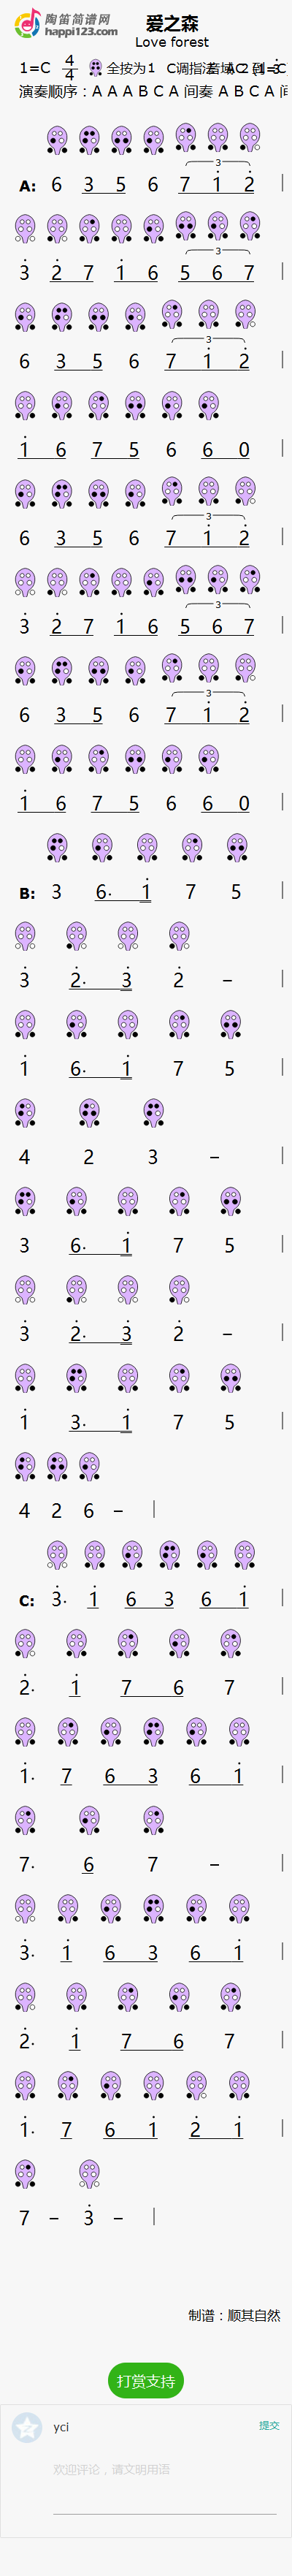 陶笛简谱网
happi123.com
爱之森
Love forest
1=C 4/4 全按为1 C调指法
演奏顺序：A A A B C A 间奏 A B C A 间
3
A: 6 3 5 6 7 1̇ 2̇ |
3
3̇ 2̇ 7 1̇ 6 5 6 7 |
3
6 3 5 6 7 1̇ 2̇ |
1̇ 6 7 5 6 6 0 |
3
6 3 5 6 7 1̇ 2̇ |
3
3̇ 2̇ 7 1̇ 6 5 6 7 |
3
6 3 5 6 7 1̇ 2̇ |
1̇ 6 7 5 6 6 0 |
B: 3 6· 1̇ 7 5 |
3̇ 2̇· 3̇ 2̇ – |
1̇ 6· 1̇ 7 5 |
4 2 3 – |
3 6· 1̇ 7 5 |
3̇ 2̇· 3̇ 2̇ – |
1̇ 3· 1̇ 7 5 |
4 2 6 – |
C: 3̇· 1̇ 6 3 6 1̇ |
2̇· 1̇ 7 6 7 |
1̇· 7 6 3 6 1̇ |
7· 6 7 – |
3̇· 1̇ 6 3 6 1̇ |
2̇· 1̇ 7 6 7 |
1̇· 7 6 1̇ 2̇ 1̇ |
7 – 3̇ – |
制谱：顺其自然
打赏支持
yci
提交
欢迎评论，请文明用语